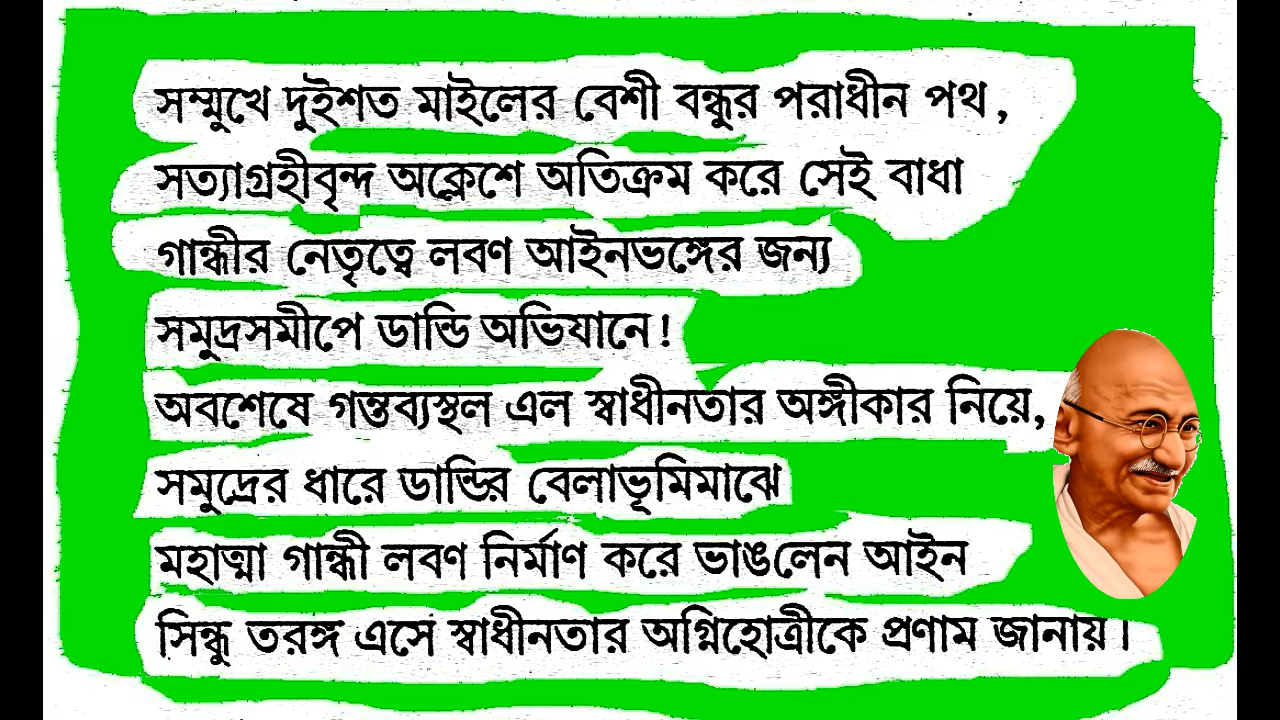 সম্মুখে দুইশত মাইলের বেশী বন্ধুর পরাধীন পথ,
সত্যাগ্রহীবৃন্দ অক্লেশে অতিক্রম করে সেই বাধা
গান্ধীর নেতৃত্বে লবণ আইনভঙ্গের জন্য
সমুদ্রসমীপে ডান্ডি অভিযানে!
অবশেষে গন্তব্যস্থল এল স্বাধীনতার অঙ্গীকার নিয়ে,
সমুদ্রের ধারে ডান্ডির বেলাভূমিমাঝে
মহাত্মা গান্ধী লবণ নির্মাণ করে ভাঙলেন আইন
সিন্ধু তরঙ্গ এসে স্বাধীনতার অগ্নিহোত্রীকে প্রণাম জানায়।